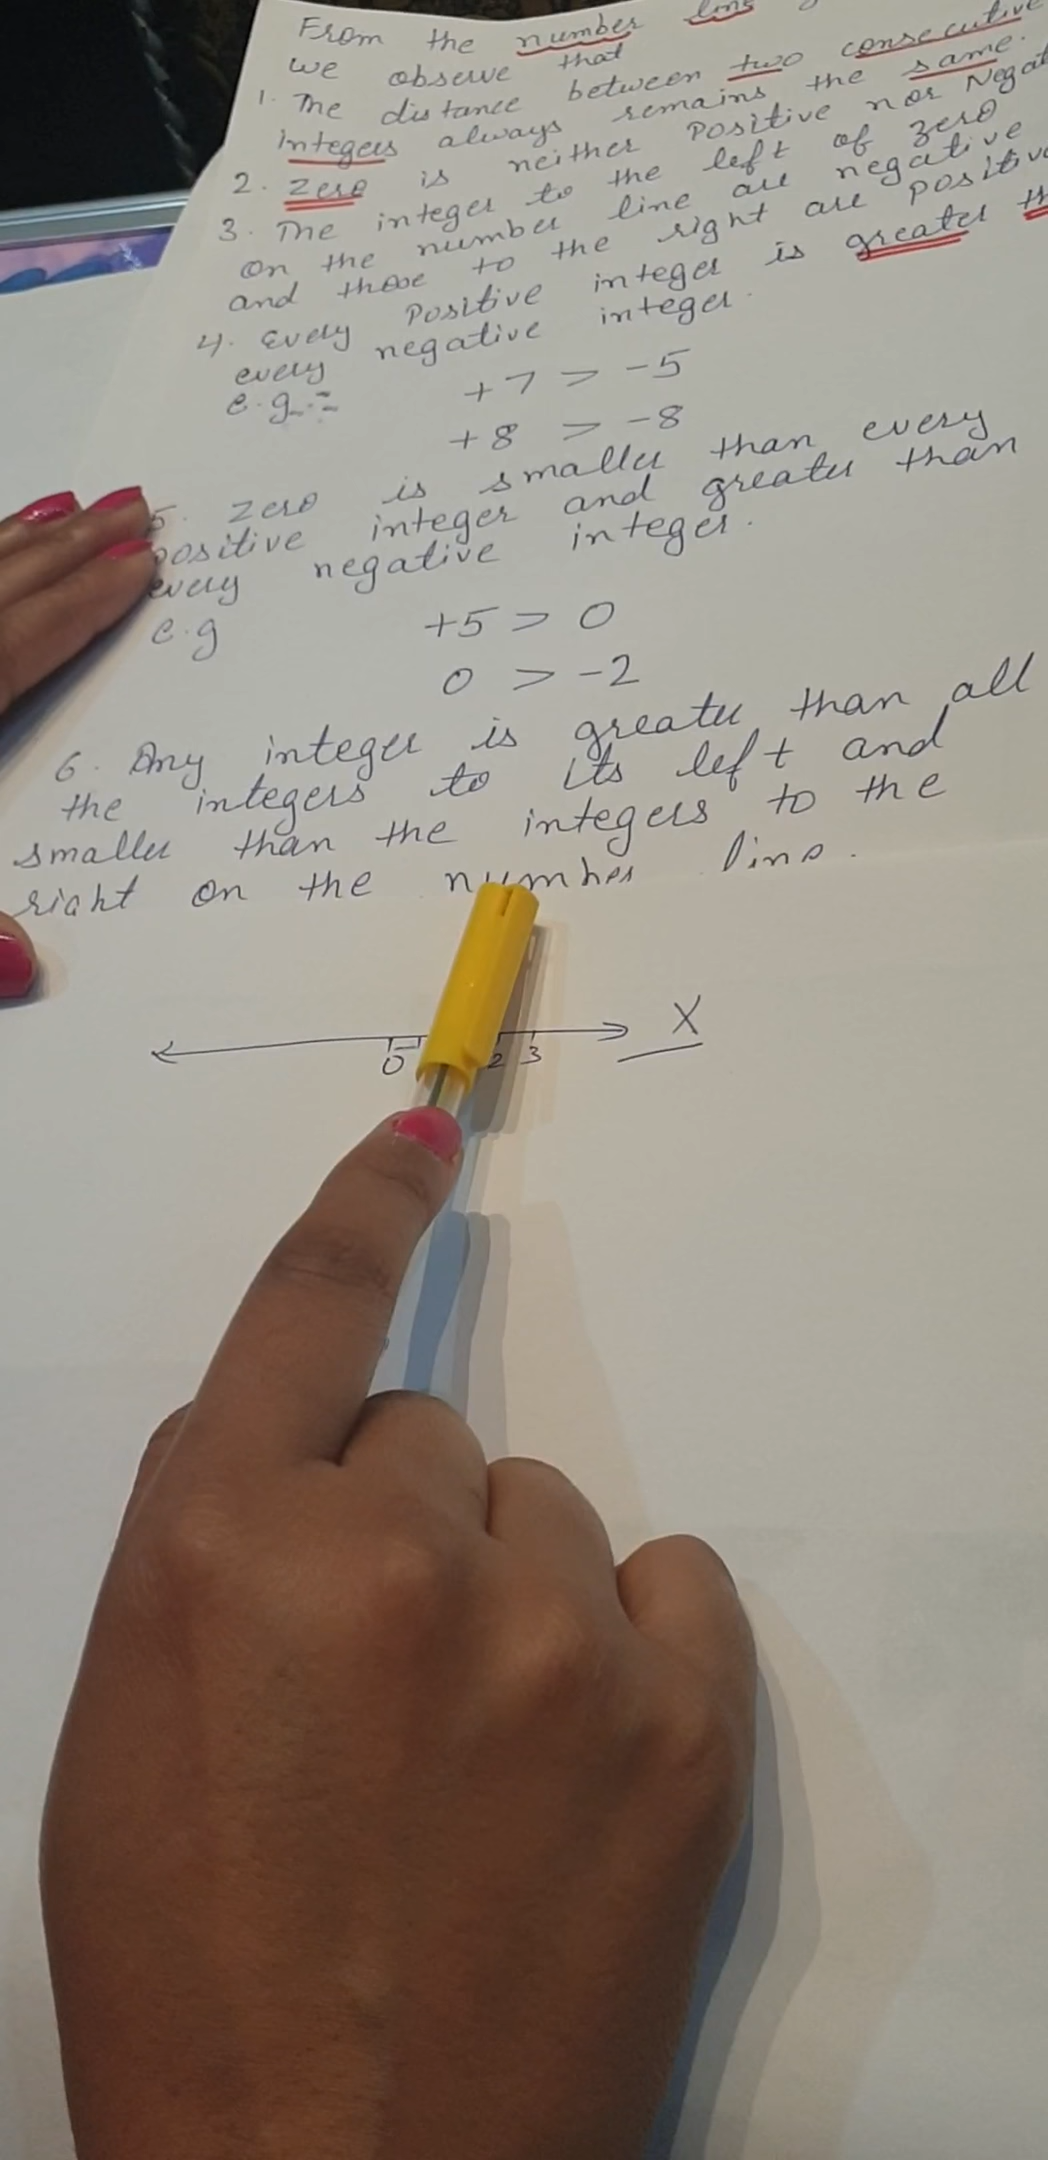 From the number line
we observe that
1. The distance between two consecutive
integers always remains the same.
2. Zero is neither Positive nor Negat
3. The integer to the left of zero
on the number line are negative
and those to the right are positive
4. Every Positive integer is greater th
every negative integer.
e.g.:-
+7 > -5
+8 > -8
5. Zero is smaller than every
positive integer and greater than
every negative integer.
e.g +5 > 0
0 > -2
6. Any integer is greater than all
the integers to its left and
smaller than the integers to the
right on the number line.
X
0 2 3